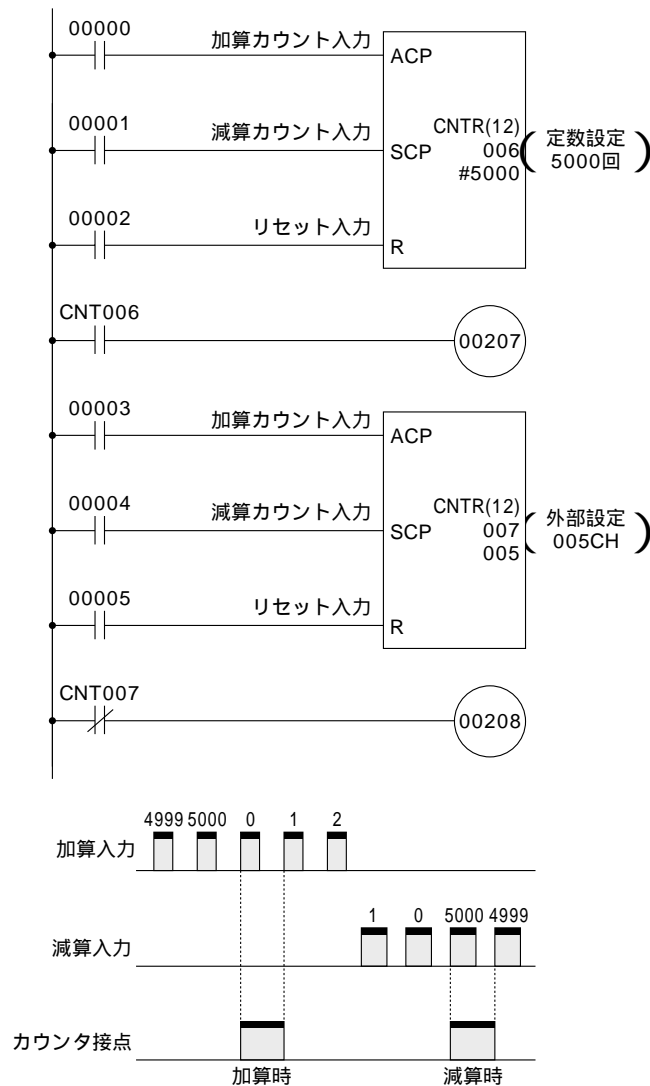 00000
加算カウント入力
ACP
00001
減算カウント入力
SCP
CNTR(12)
006
#5000
定数設定
5000回
00002
リセット入力
R
CNT006
00207
00003
加算カウント入力
ACP
00004
減算カウント入力
SCP
CNTR(12)
007
005
外部設定
005CH
00005
リセット入力
R
CNT007
00208
4999 5000 0 1 2
加算入力
1 0 5000 4999
減算入力
カウンタ接点
加算時 減算時